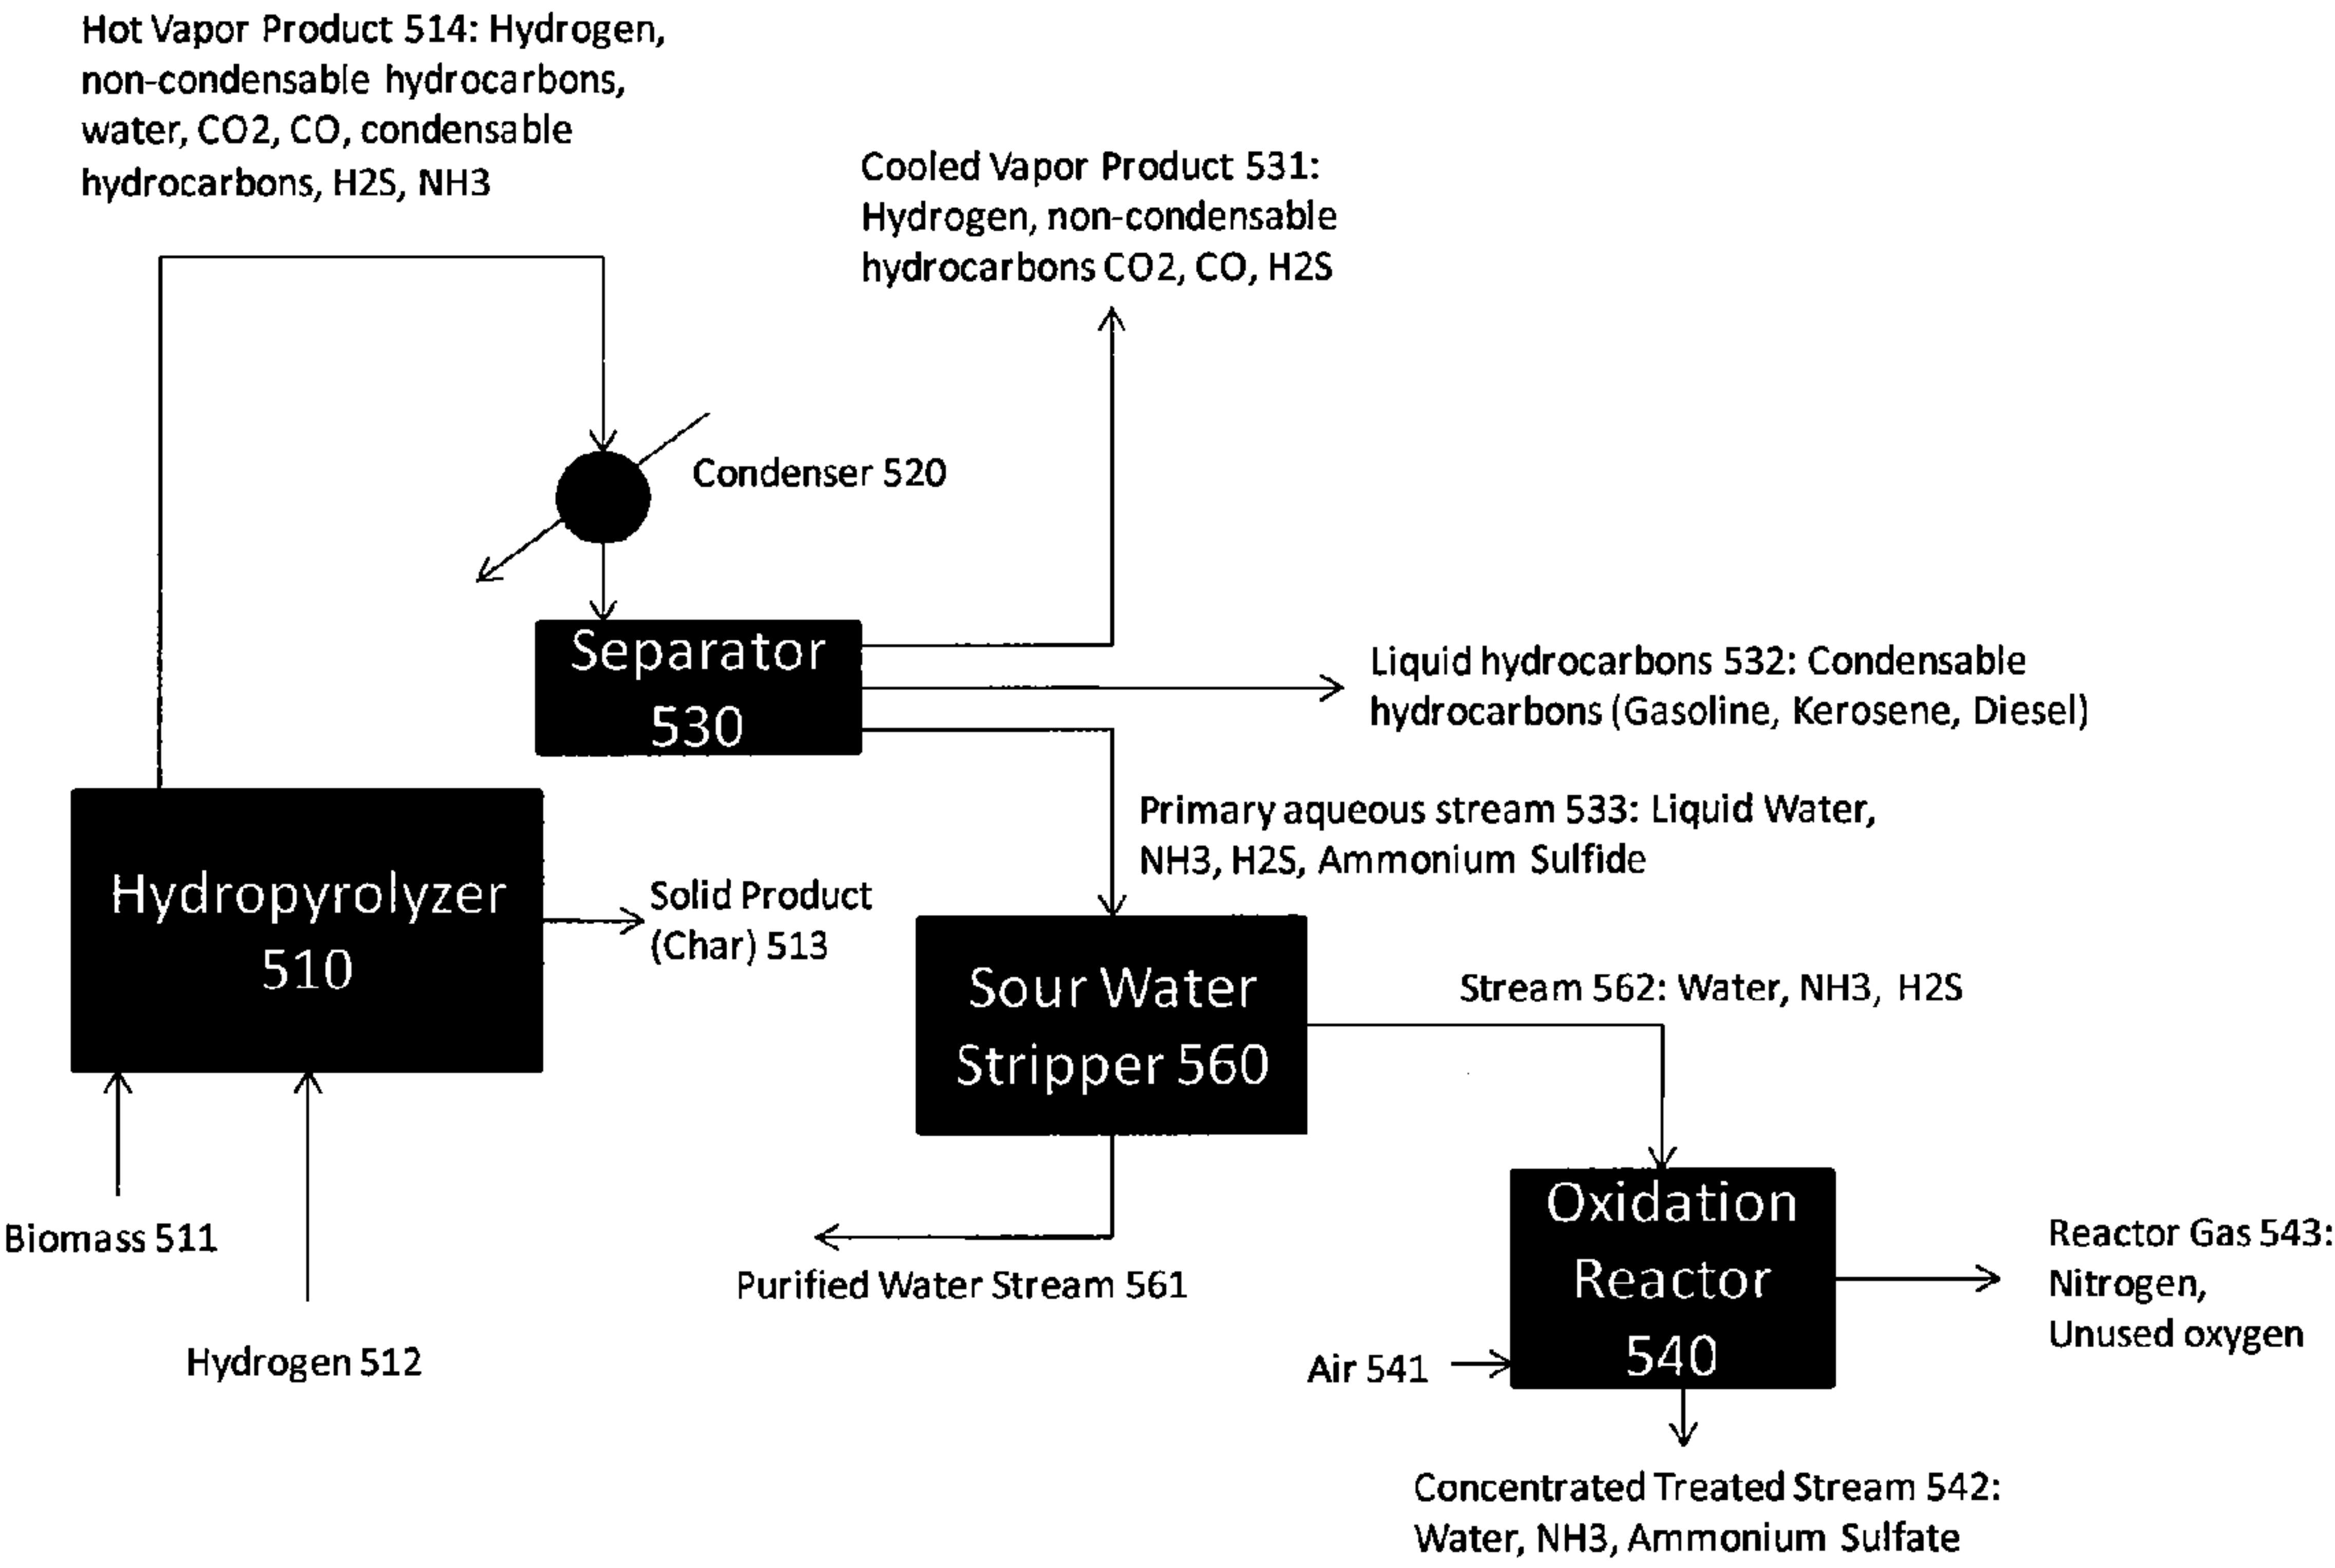 Hot Vapor Product 514: Hydrogen,
non-condensable hydrocarbons,
water, CO2, CO, condensable
hydrocarbons, H2S, NH3
Cooled Vapor Product 531:
Hydrogen, non-condensable
hydrocarbons CO2, CO, H2S
Condenser 520
Separator
530
Liquid hydrocarbons 532: Condensable
hydrocarbons (Gasoline, Kerosene, Diesel)
Primary aqueous stream 533: Liquid Water,
NH3, H2S, Ammonium Sulfide
Hydropyrolyzer
510
Solid Product
(Char) 513
Sour Water
Stripper 560
Stream 562: Water, NH3, H2S
Biomass 511
Hydrogen 512
Purified Water Stream 561
Oxidation
Reactor
540
Air 541
Reactor Gas 543:
Nitrogen,
Unused oxygen
Concentrated Treated Stream 542:
Water, NH3, Ammonium Sulfate